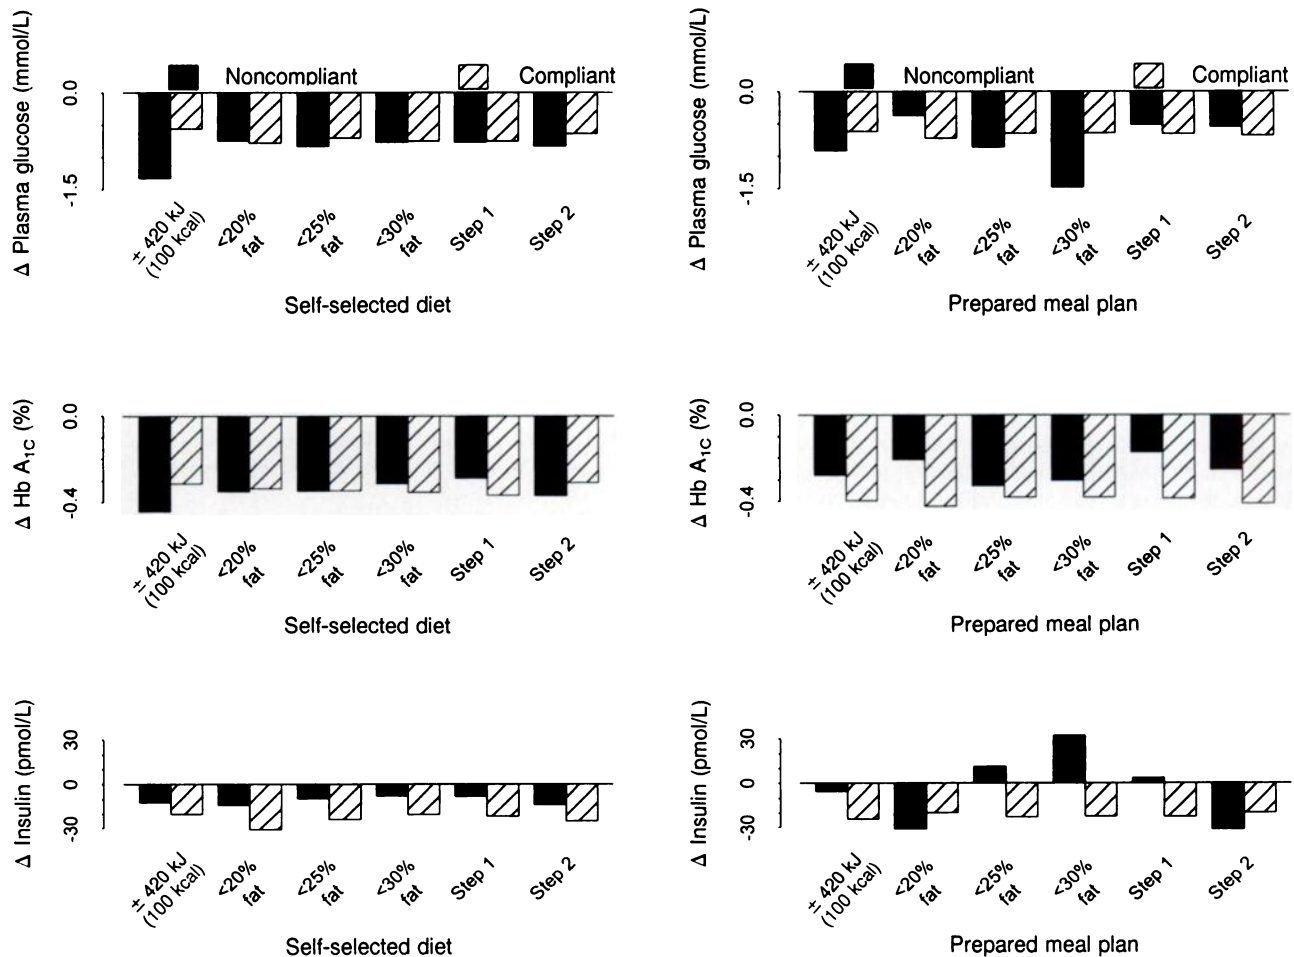 Δ Plasma glucose (mmol/L)
Noncompliant
Compliant
0.0
-1.5
± 420 kJ
(100 kcal)
<20%
fat
<25%
fat
<30%
fat
Step 1
Step 2
Self-selected diet
Δ Plasma glucose (mmol/L)
Noncompliant
Compliant
0.0
-1.5
± 420 kJ
(100 kcal)
<20%
fat
<25%
fat
<30%
fat
Step 1
Step 2
Prepared meal plan
Δ Hb A1C (%)
0.0
-0.4
± 420 kJ
(100 kcal)
<20%
fat
<25%
fat
<30%
fat
Step 1
Step 2
Self-selected diet
Δ Hb A1C (%)
0.0
-0.4
± 420 kJ
(100 kcal)
<20%
fat
<25%
fat
<30%
fat
Step 1
Step 2
Prepared meal plan
Δ Insulin (pmol/L)
30
0
-30
± 420 kJ
(100 kcal)
<20%
fat
<25%
fat
<30%
fat
Step 1
Step 2
Self-selected diet
Δ Insulin (pmol/L)
30
0
-30
± 420 kJ
(100 kcal)
<20%
fat
<25%
fat
<30%
fat
Step 1
Step 2
Prepared meal plan